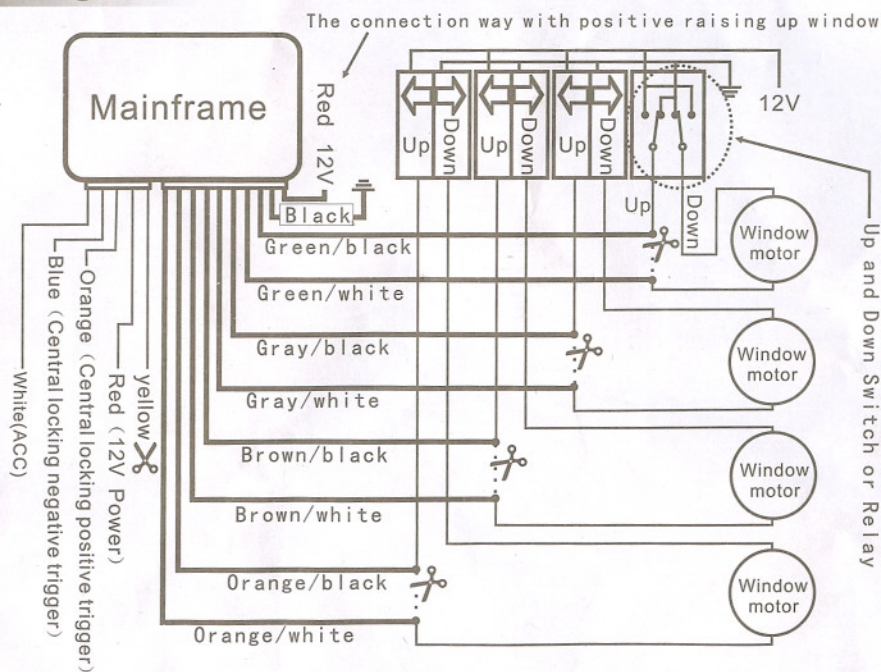 The connection way with positive raising up window
Mainframe
Red 12V
Black
12V
Up
Down
Up
Down
Up
Down
Up
Down
Green/black
Green/white
Gray/black
Gray/white
Brown/black
Brown/white
Orange/black
Orange/white
Window
motor
Window
motor
Window
motor
Window
motor
Up and Down Switch or Relay
yellow
Red (12V Power)
Orange (Central locking positive trigger)
Blue (Central locking negative trigger)
White(ACC)